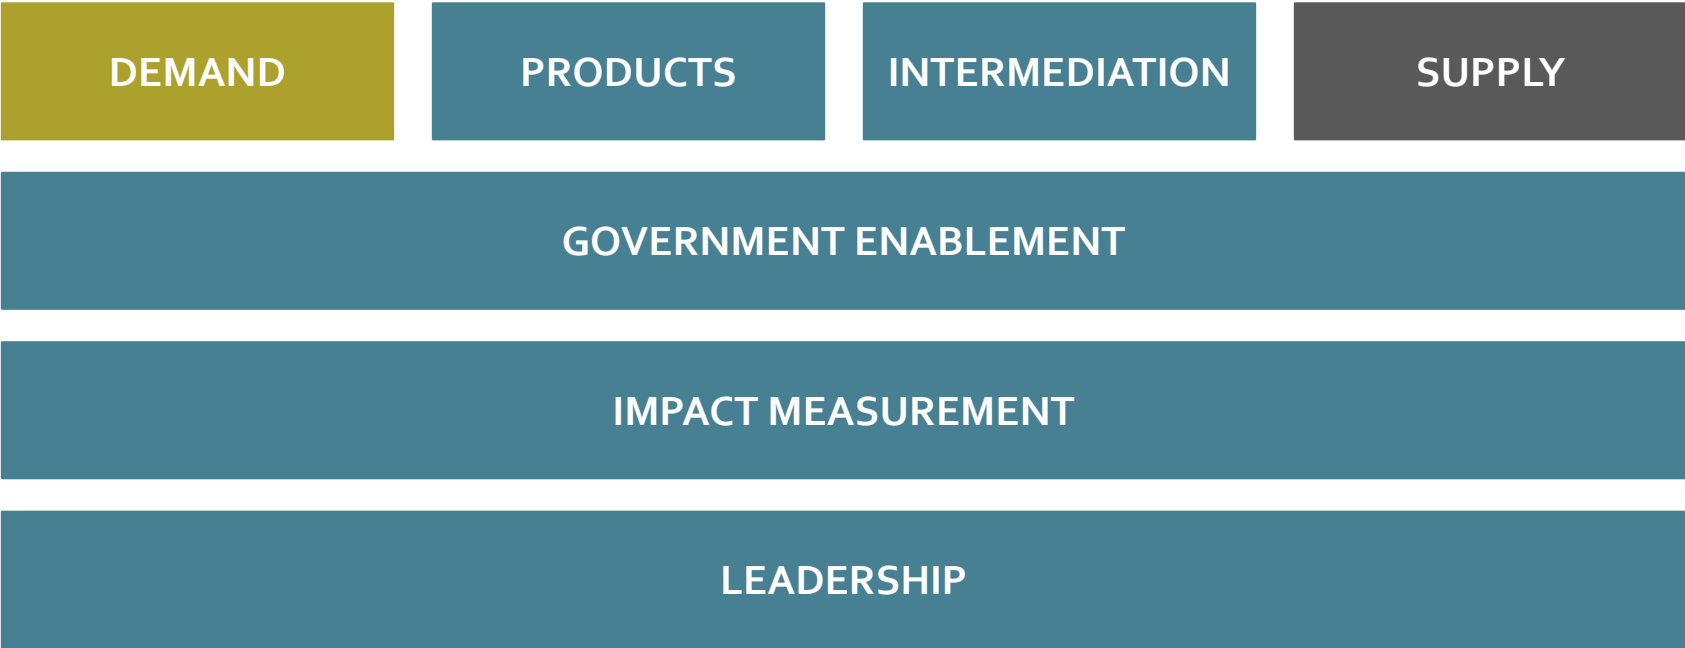 DEMAND
PRODUCTS
INTERMEDIATION
SUPPLY
GOVERNMENT ENABLEMENT
IMPACT MEASUREMENT
LEADERSHIP